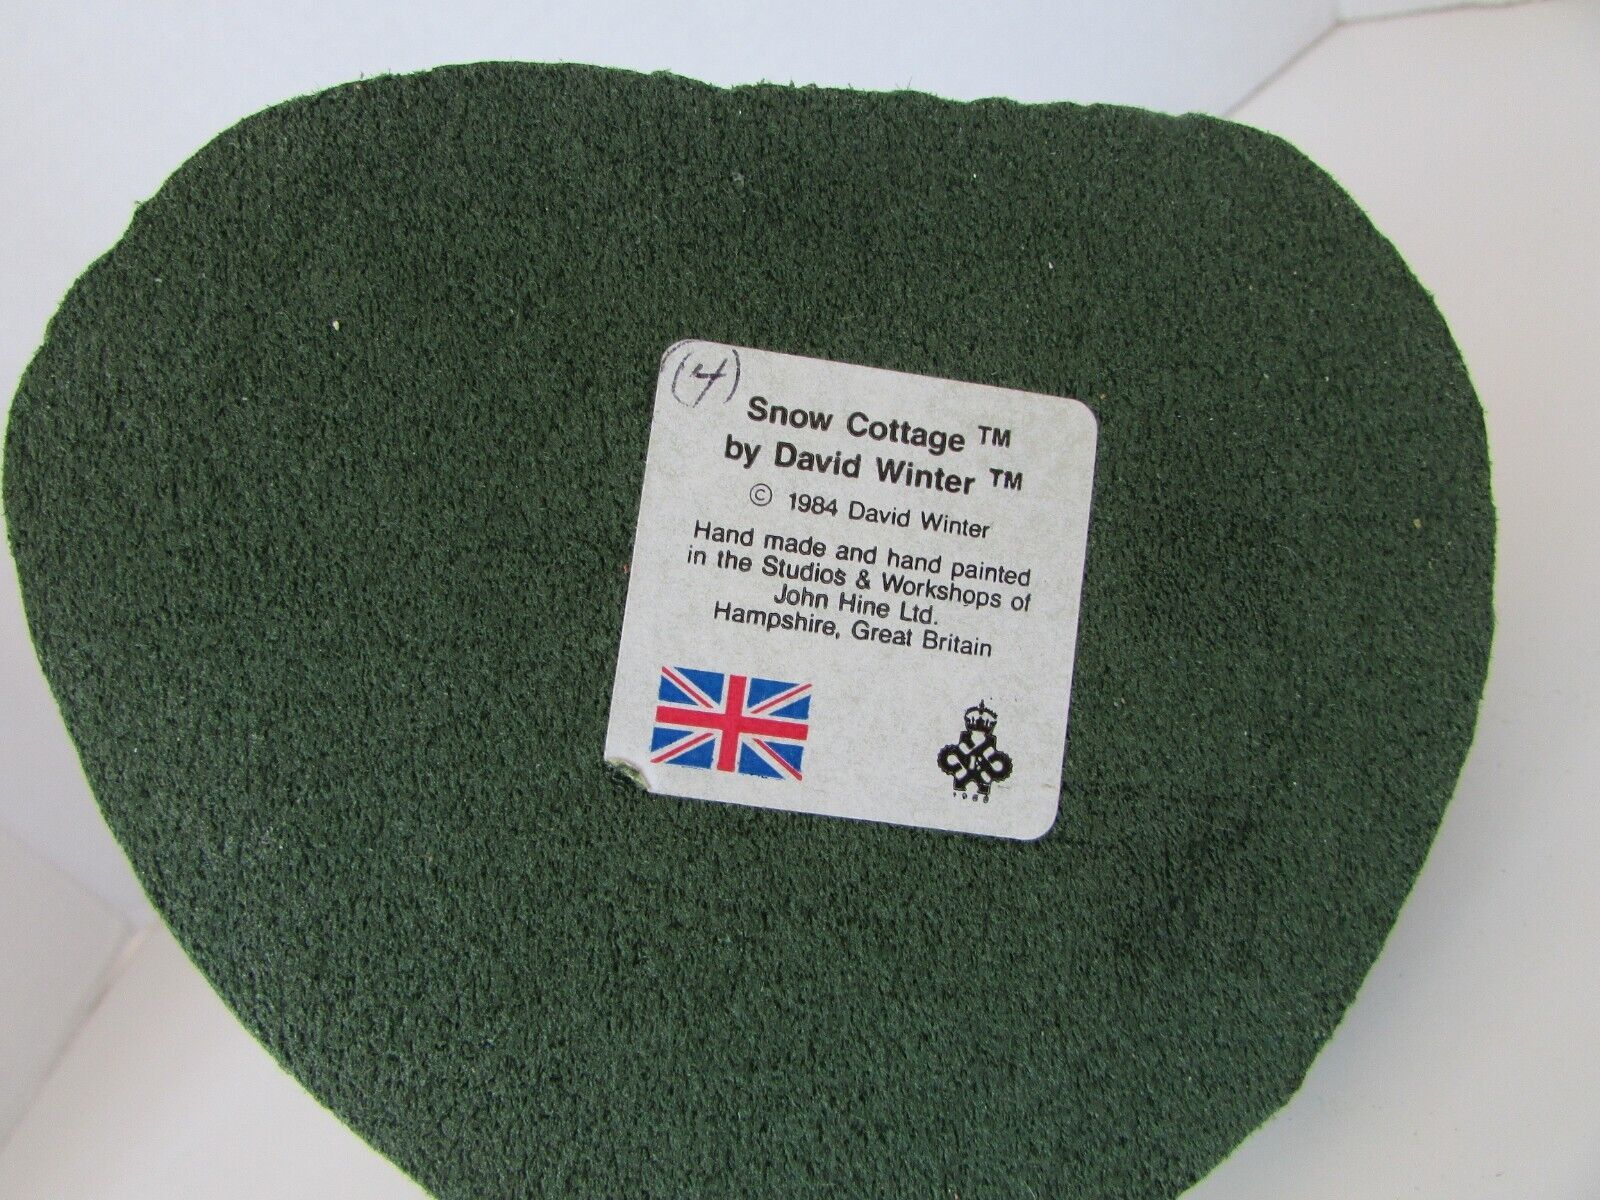 (4)
Snow Cottage ™
by David Winter ™
© 1984 David Winter
Hand made and hand painted
in the Studios & Workshops of
John Hine Ltd.
Hampshire, Great Britain